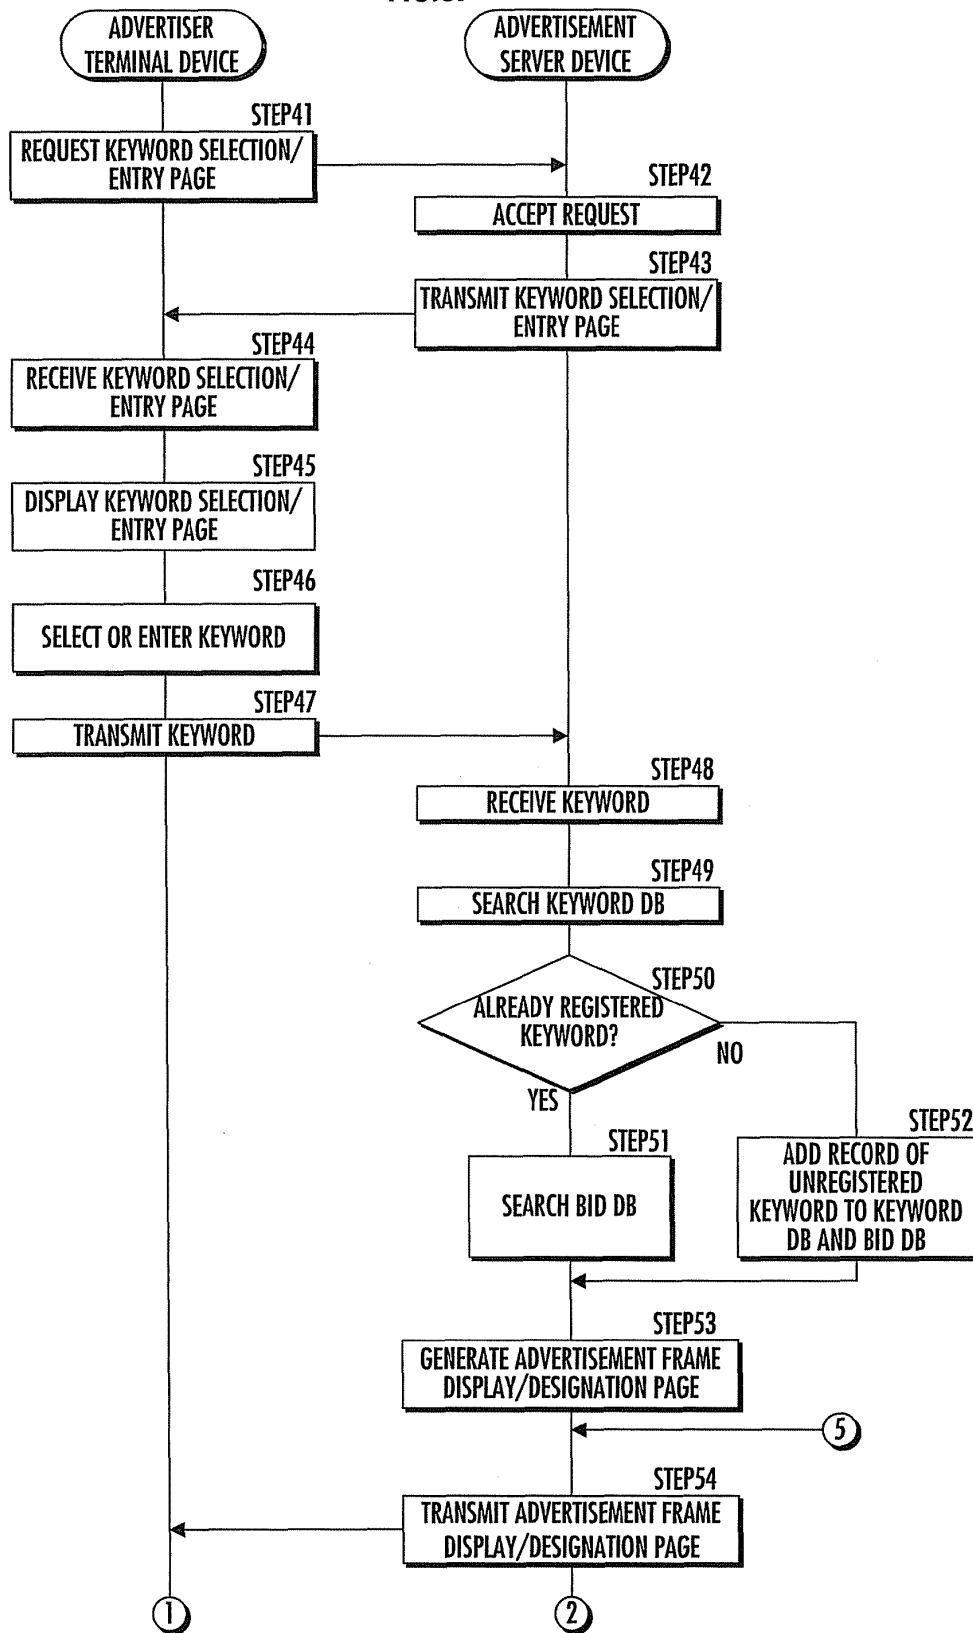 ADVERTISER
TERMINAL DEVICE
ADVERTISEMENT
SERVER DEVICE
STEP41
REQUEST KEYWORD SELECTION/
ENTRY PAGE
STEP42
ACCEPT REQUEST
STEP43
TRANSMIT KEYWORD SELECTION/
ENTRY PAGE
STEP44
RECEIVE KEYWORD SELECTION/
ENTRY PAGE
STEP45
DISPLAY KEYWORD SELECTION/
ENTRY PAGE
STEP46
SELECT OR ENTER KEYWORD
STEP47
TRANSMIT KEYWORD
STEP48
RECEIVE KEYWORD
STEP49
SEARCH KEYWORD DB
STEP50
ALREADY REGISTERED
KEYWORD?
NO
YES
STEP51
SEARCH BID DB
STEP52
ADD RECORD OF
UNREGISTERED
KEYWORD TO KEYWORD
DB AND BID DB
STEP53
GENERATE ADVERTISEMENT FRAME
DISPLAY/DESIGNATION PAGE
5
STEP54
TRANSMIT ADVERTISEMENT FRAME
DISPLAY/DESIGNATION PAGE
1
2